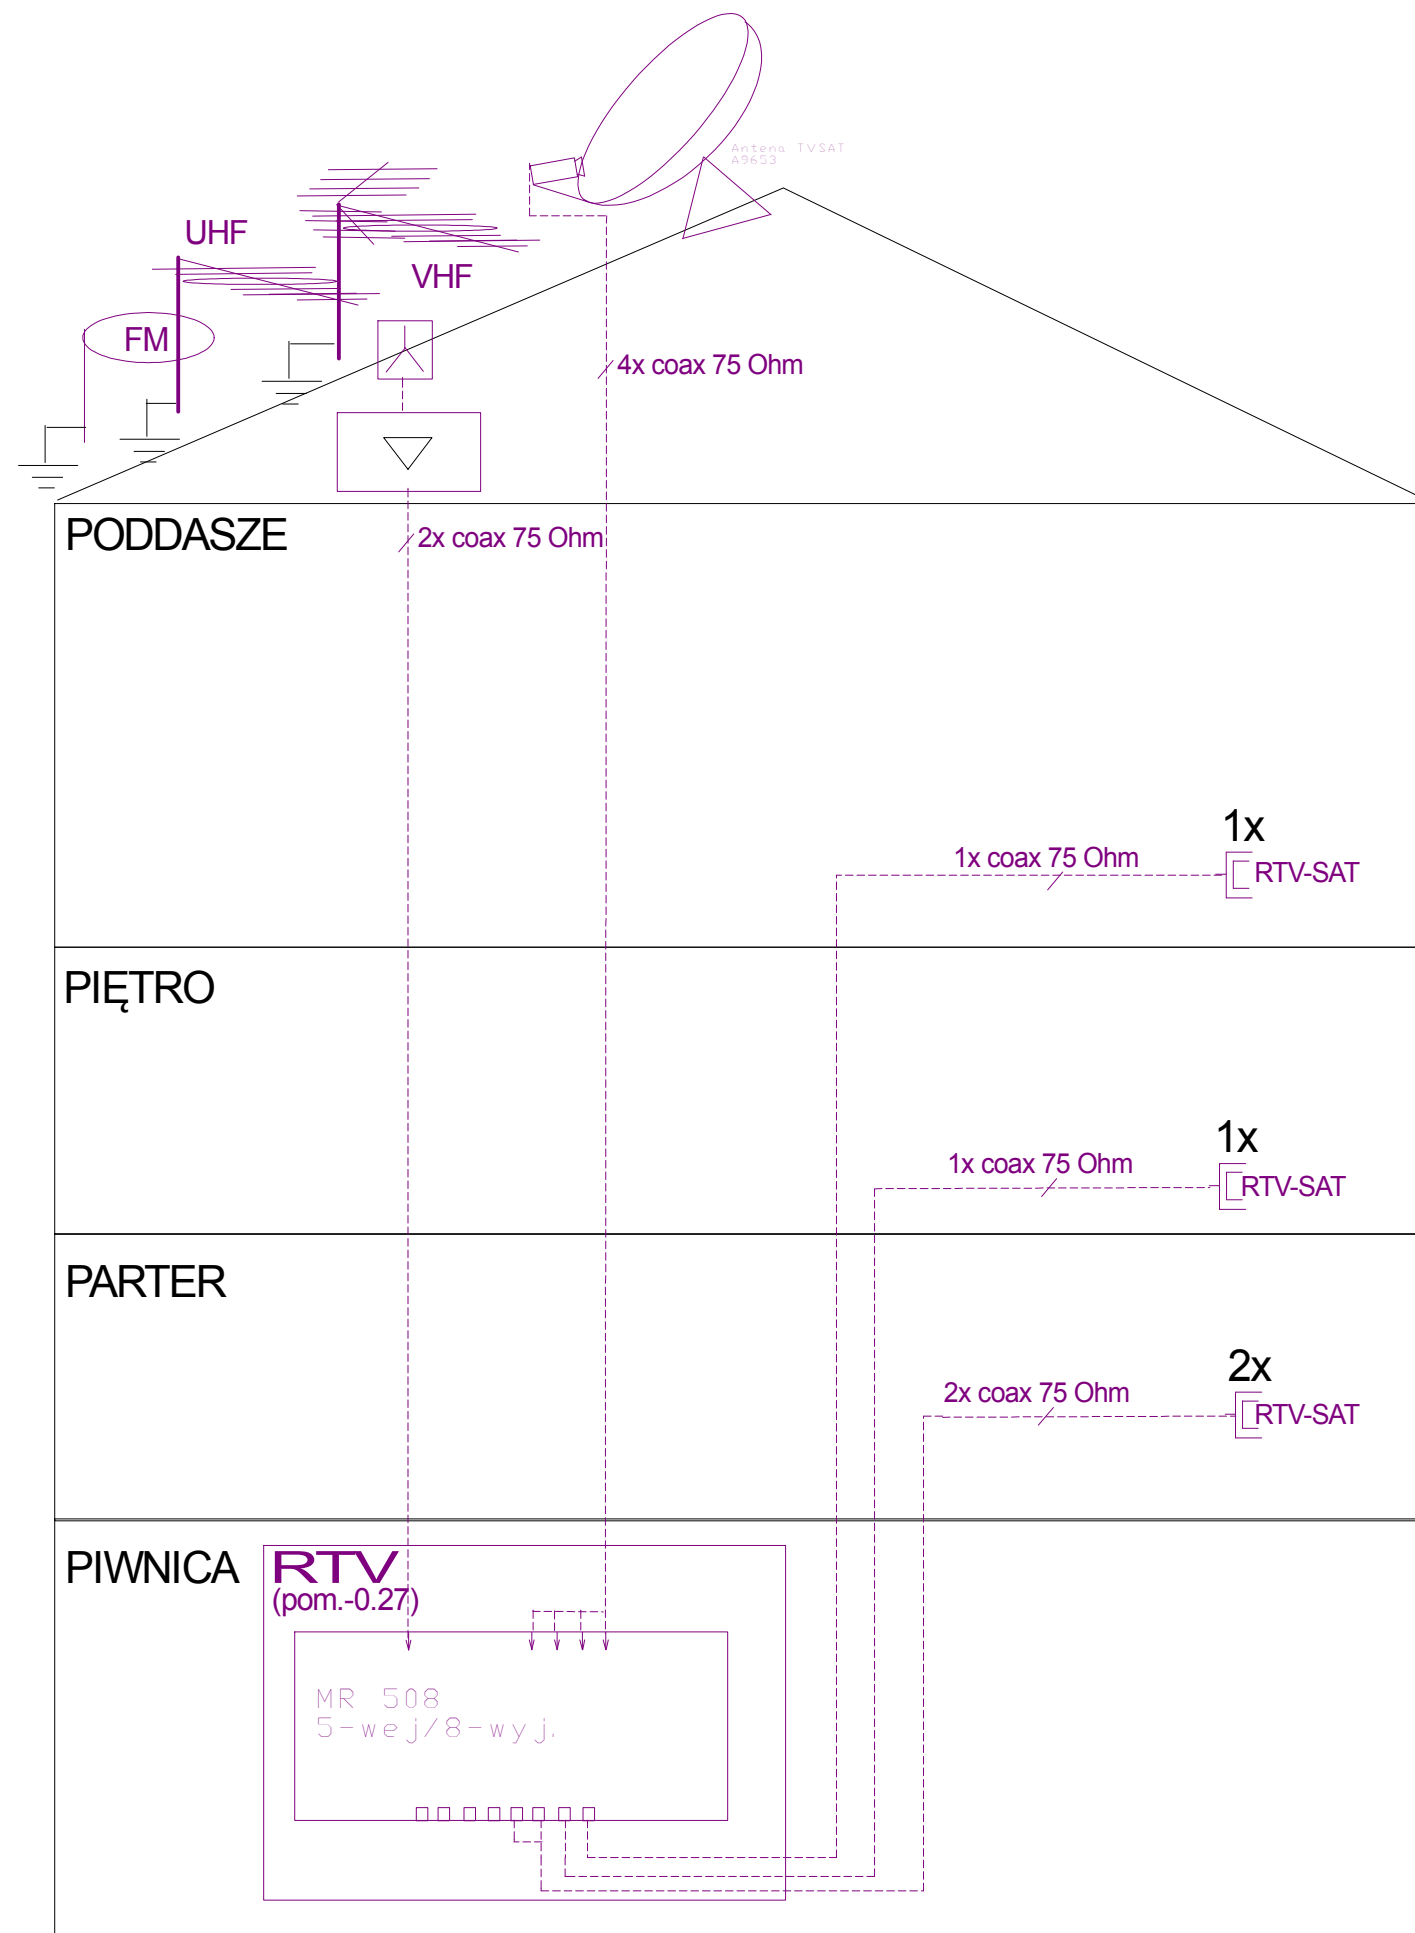 Antena TVSAT
A9653
UHF
VHF
FM
4x coax 75 Ohm
PODDASZE
2x coax 75 Ohm
1x
1x coax 75 Ohm
RTV-SAT
PIĘTRO
1x
1x coax 75 Ohm
RTV-SAT
PARTER
2x
2x coax 75 Ohm
RTV-SAT
PIWNICA
RTV
(pom.-0.27)
MR 508
5-wej/8-wyj.